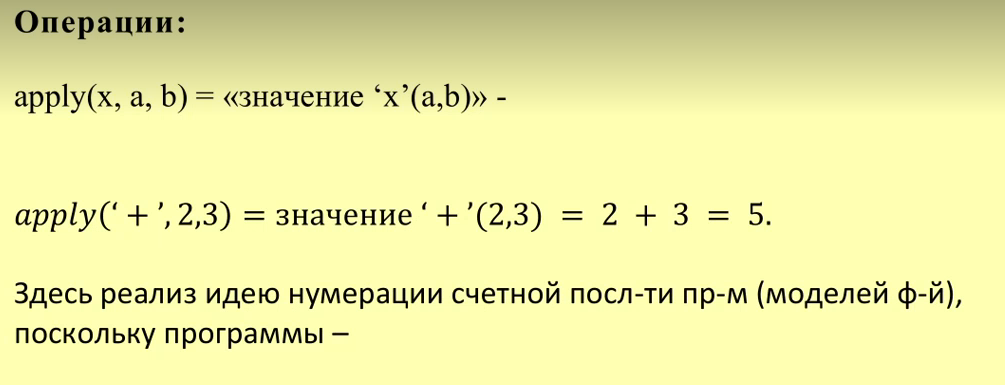 Операции:
apply(x, a, b) = «значение ‘x’(a,b)» -
apply(‘ + ’, 2,3) = значение ‘ + ’(2,3) = 2 + 3 = 5.
Здесь реализ идею нумерации счетной посл-ти пр-м (моделей ф-й),
поскольку программы –